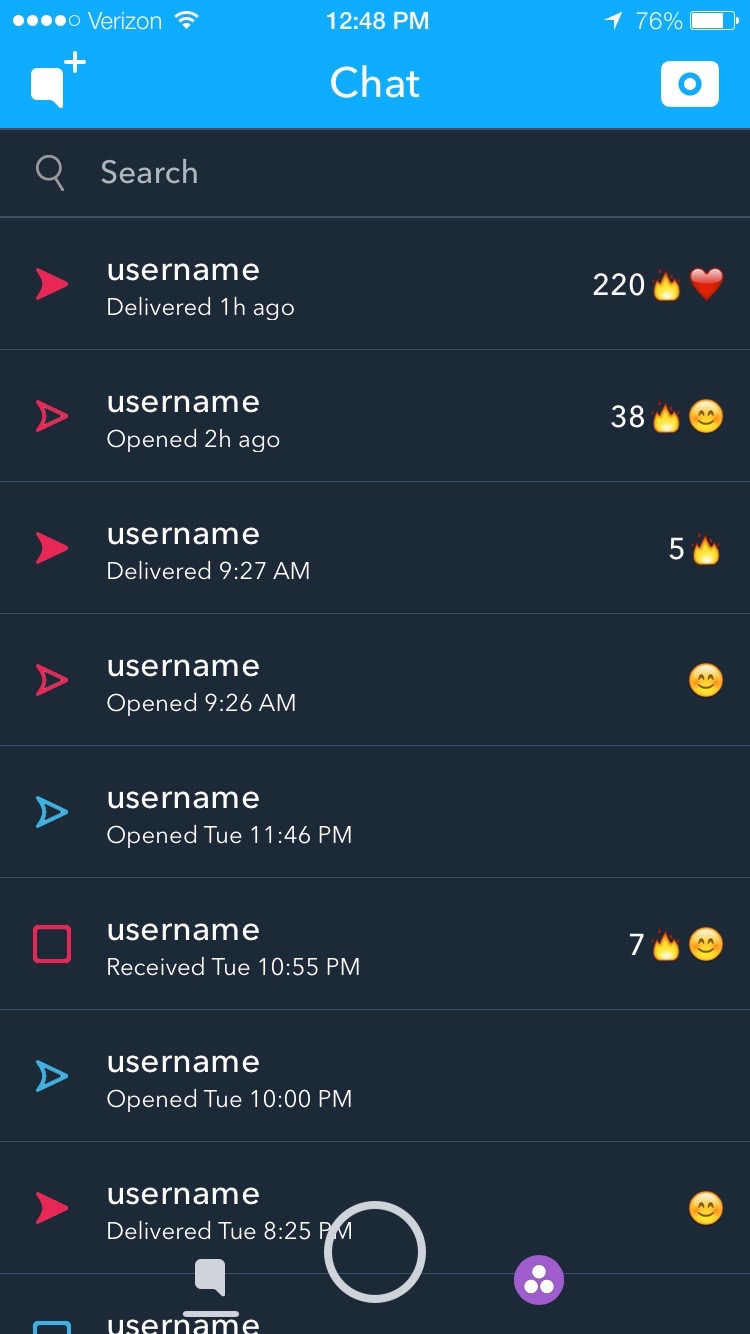 Verizon 12:48 PM 76%
Chat
Search
username
Delivered 1h ago
220🔥❤️
username
Opened 2h ago
38🔥😊
username
Delivered 9:27 AM
5🔥
username
Opened 9:26 AM
😊
username
Opened Tue 11:46 PM
username
Received Tue 10:55 PM
7🔥😊
username
Opened Tue 10:00 PM
username
Delivered Tue 8:25 PM
😊
username